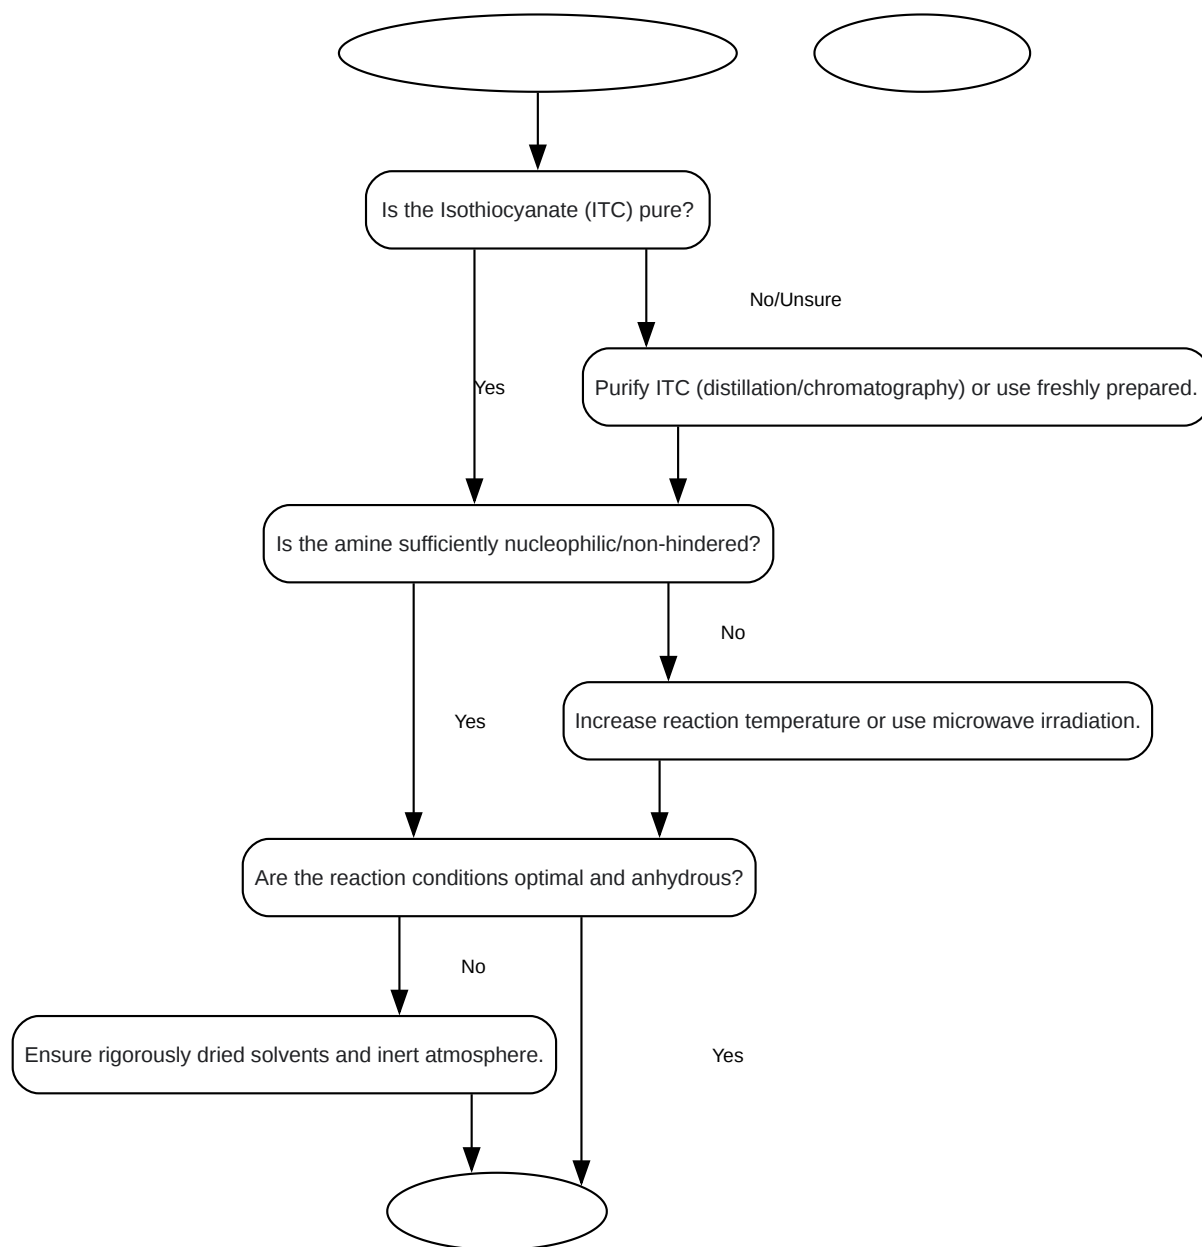 Is the Isothiocyanate (ITC) pure?
No/Unsure
Yes
Purify ITC (distillation/chromatography) or use freshly prepared.
Is the amine sufficiently nucleophilic/non-hindered?
No
Yes
Increase reaction temperature or use microwave irradiation.
Are the reaction conditions optimal and anhydrous?
No
Ensure rigorously dried solvents and inert atmosphere.
Yes